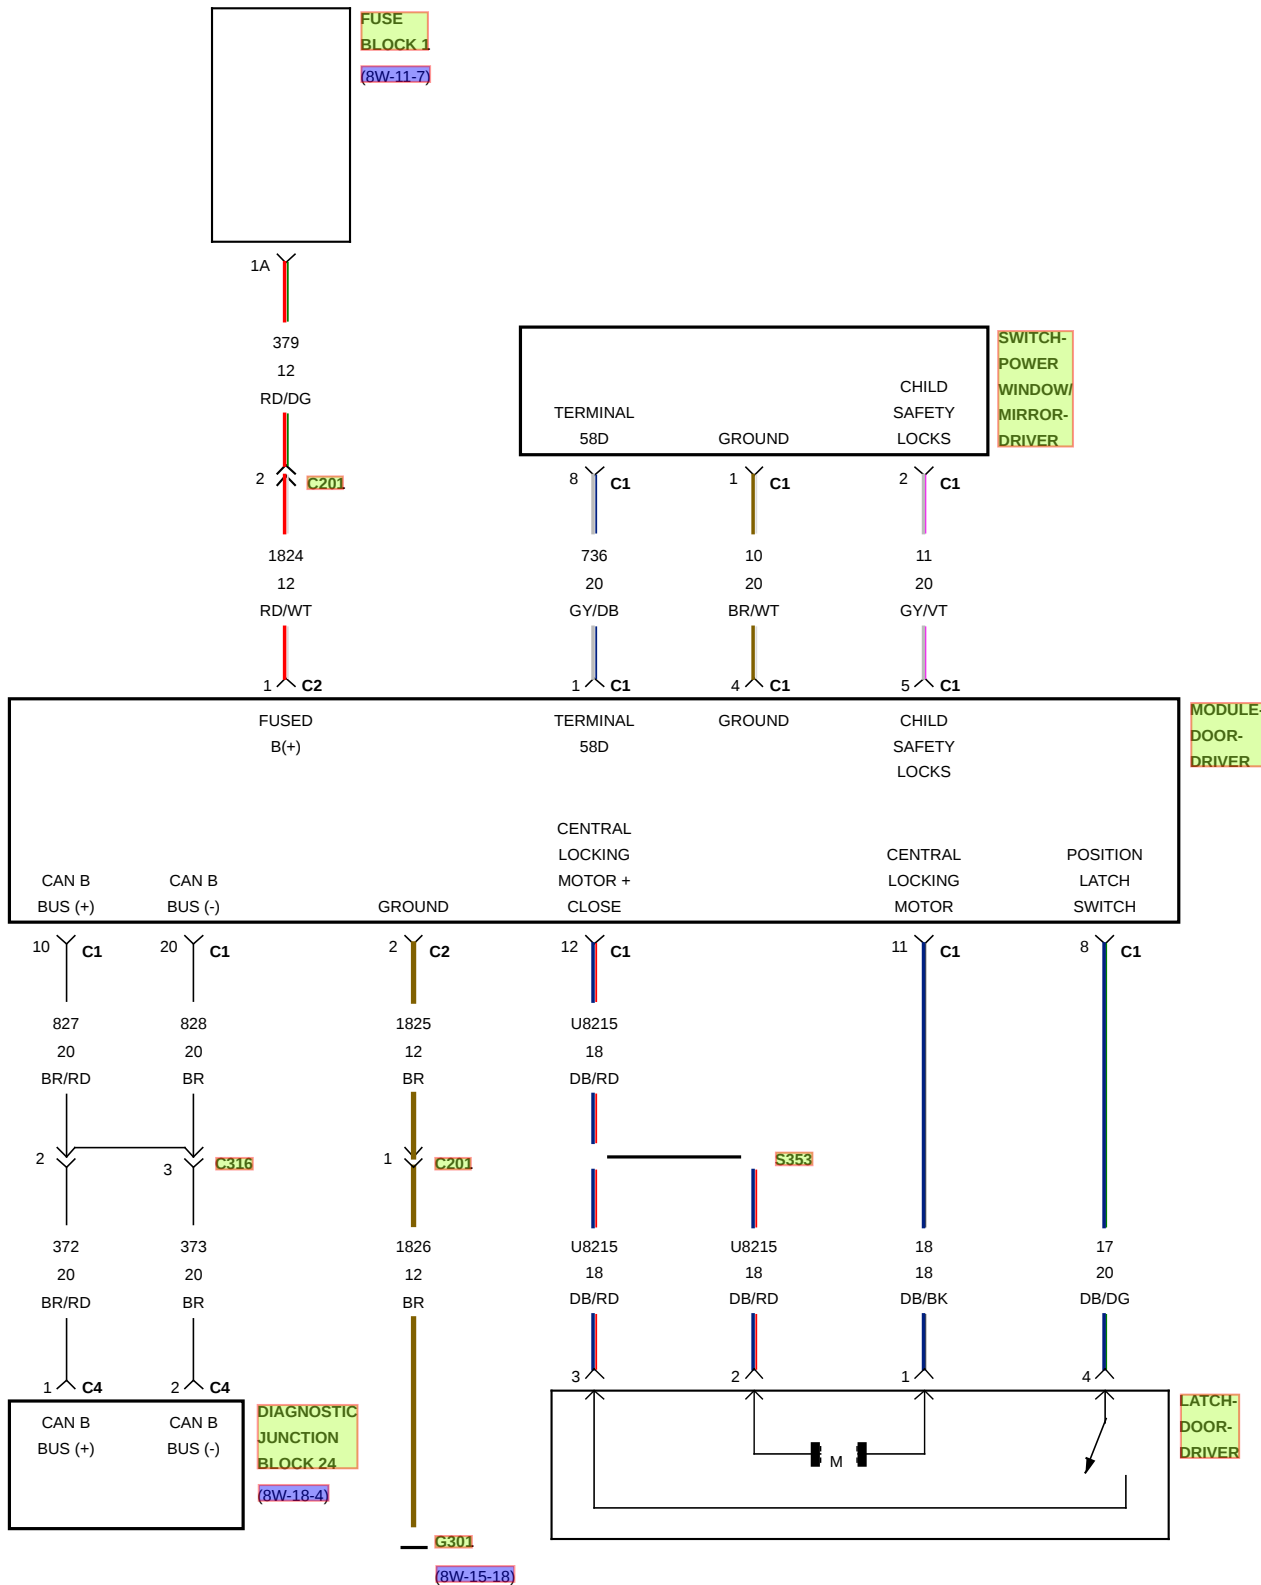 FUSE
BLOCK 1
(8W-11-7)
1A
379
12
RD/DG
2
C201
1824
12
RD/WT
1
C2
SWITCH-
POWER
WINDOW/
MIRROR-
DRIVER
CHILD
TERMINAL
SAFETY
58D
GROUND
LOCKS
8
C1
1
C1
2
C1
736
10
11
20
20
20
GY/DB
BR/WT
GY/VT
1
C1
4
C1
5
C1
MODULE-
DOOR-
DRIVER
FUSED
B(+)
TERMINAL
58D
GROUND
CHILD
SAFETY
LOCKS
CAN B
BUS (+)
CAN B
BUS (-)
GROUND
CENTRAL
LOCKING
MOTOR +
CLOSE
CENTRAL
LOCKING
MOTOR
POSITION
LATCH
SWITCH
10
C1
20
C1
2
C2
12
C1
11
C1
8
C1
827
828
1825
U8215
20
20
12
18
BR/RD
BR
BR
DB/RD
2
3
C316
1
C201
S353
372
373
1826
U8215
U8215
18
17
20
20
12
18
18
18
20
BR/RD
BR
BR
DB/RD
DB/RD
DB/BK
DB/DG
1
C4
2
C4
3
2
1
4
CAN B
BUS (+)
CAN B
BUS (-)
DIAGNOSTIC
JUNCTION
BLOCK 24
(8W-18-4)
G301
(8W-15-18)
M
LATCH-
DOOR-
DRIVER